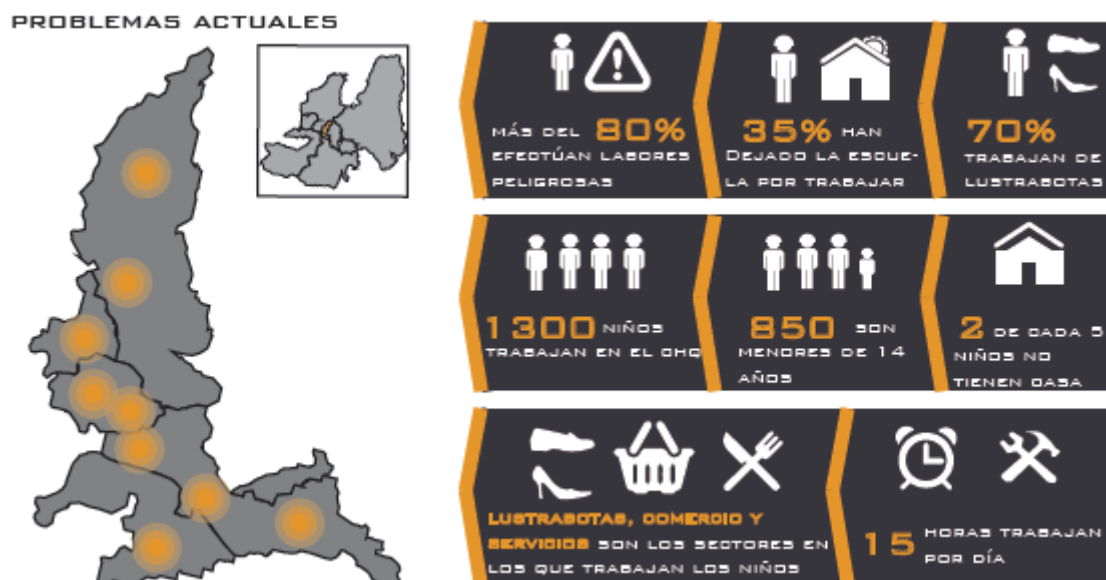 PROBLEMAS ACTUALES
MÁS DEL 80%
EFECTÚAN LABORES
PELIGROSAS
35% HAN
DEJADO LA ESCUE-
LA POR TRABAJAR
70%
TRABAJAN DE
LUSTRABOTAS
1300 NIÑOS
TRABAJAN EN EL CHQ
850 SON
MENORES DE 14
AÑOS
2 DE CADA 5
NIÑOS NO
TIENEN CASA
LUSTRABOTAS, COMERCIO Y
SERVICIOS SON LOS SECTORES EN
LOS QUE TRABAJAN LOS NIÑOS
15 HORAS TRABAJAN
POR DÍA